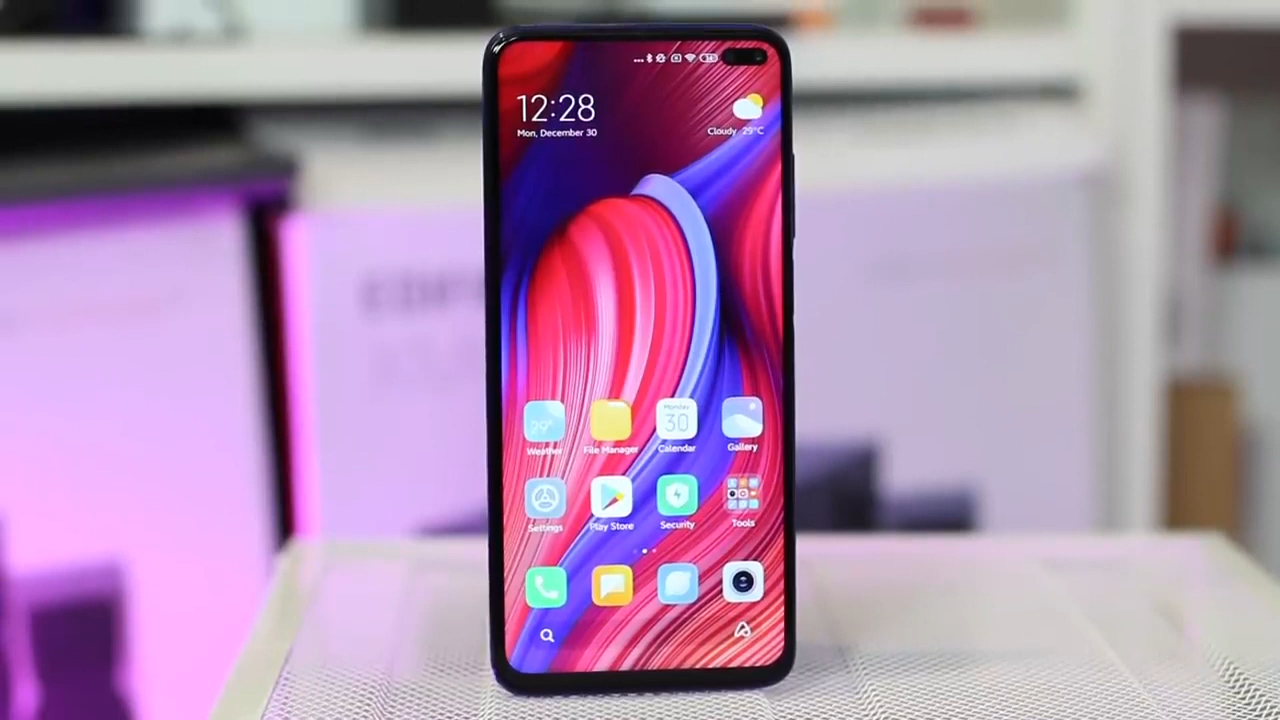 12:28
Mon, December 30
Cloudy 29°C
29°
Monday
30
Weather
File Manager
Calendar
Gallery
Settings
Play Store
Security
Tools